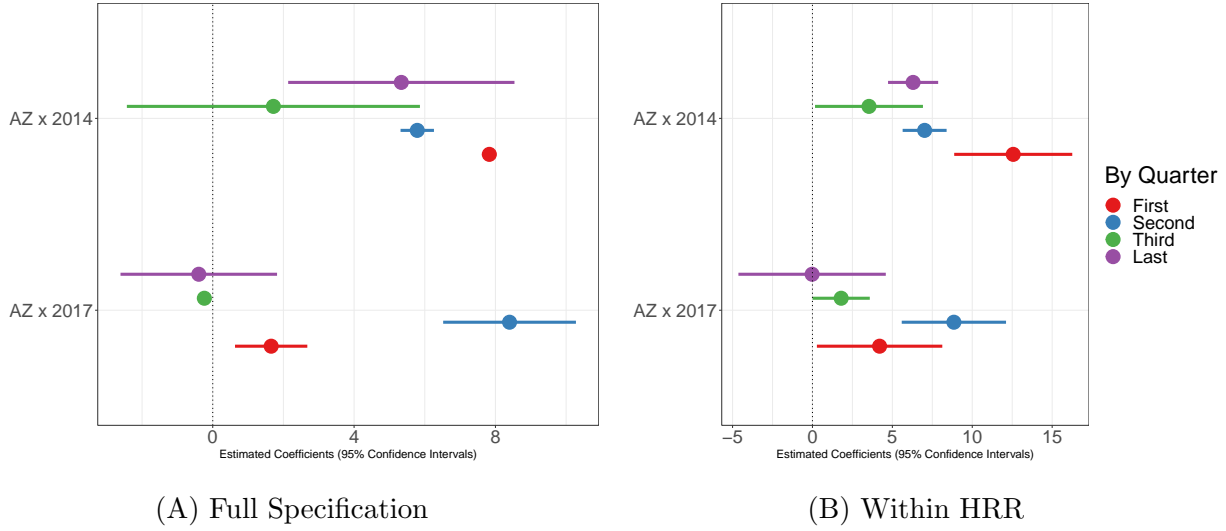 AZ x 2014
AZ x 2017
0 4 8
Estimated Coefficients (95% Confidence Intervals)
(A) Full Specification
AZ x 2014
AZ x 2017
−5 0 5 10 15
Estimated Coefficients (95% Confidence Intervals)
(B) Within HRR
By Quarter
First
Second
Third
Last